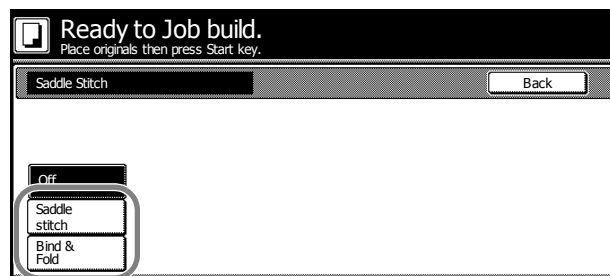 Ready to Job build.
Place originals then press Start key.
Saddle Stitch
Back
Off
Saddle
stitch
Bind &
Fold